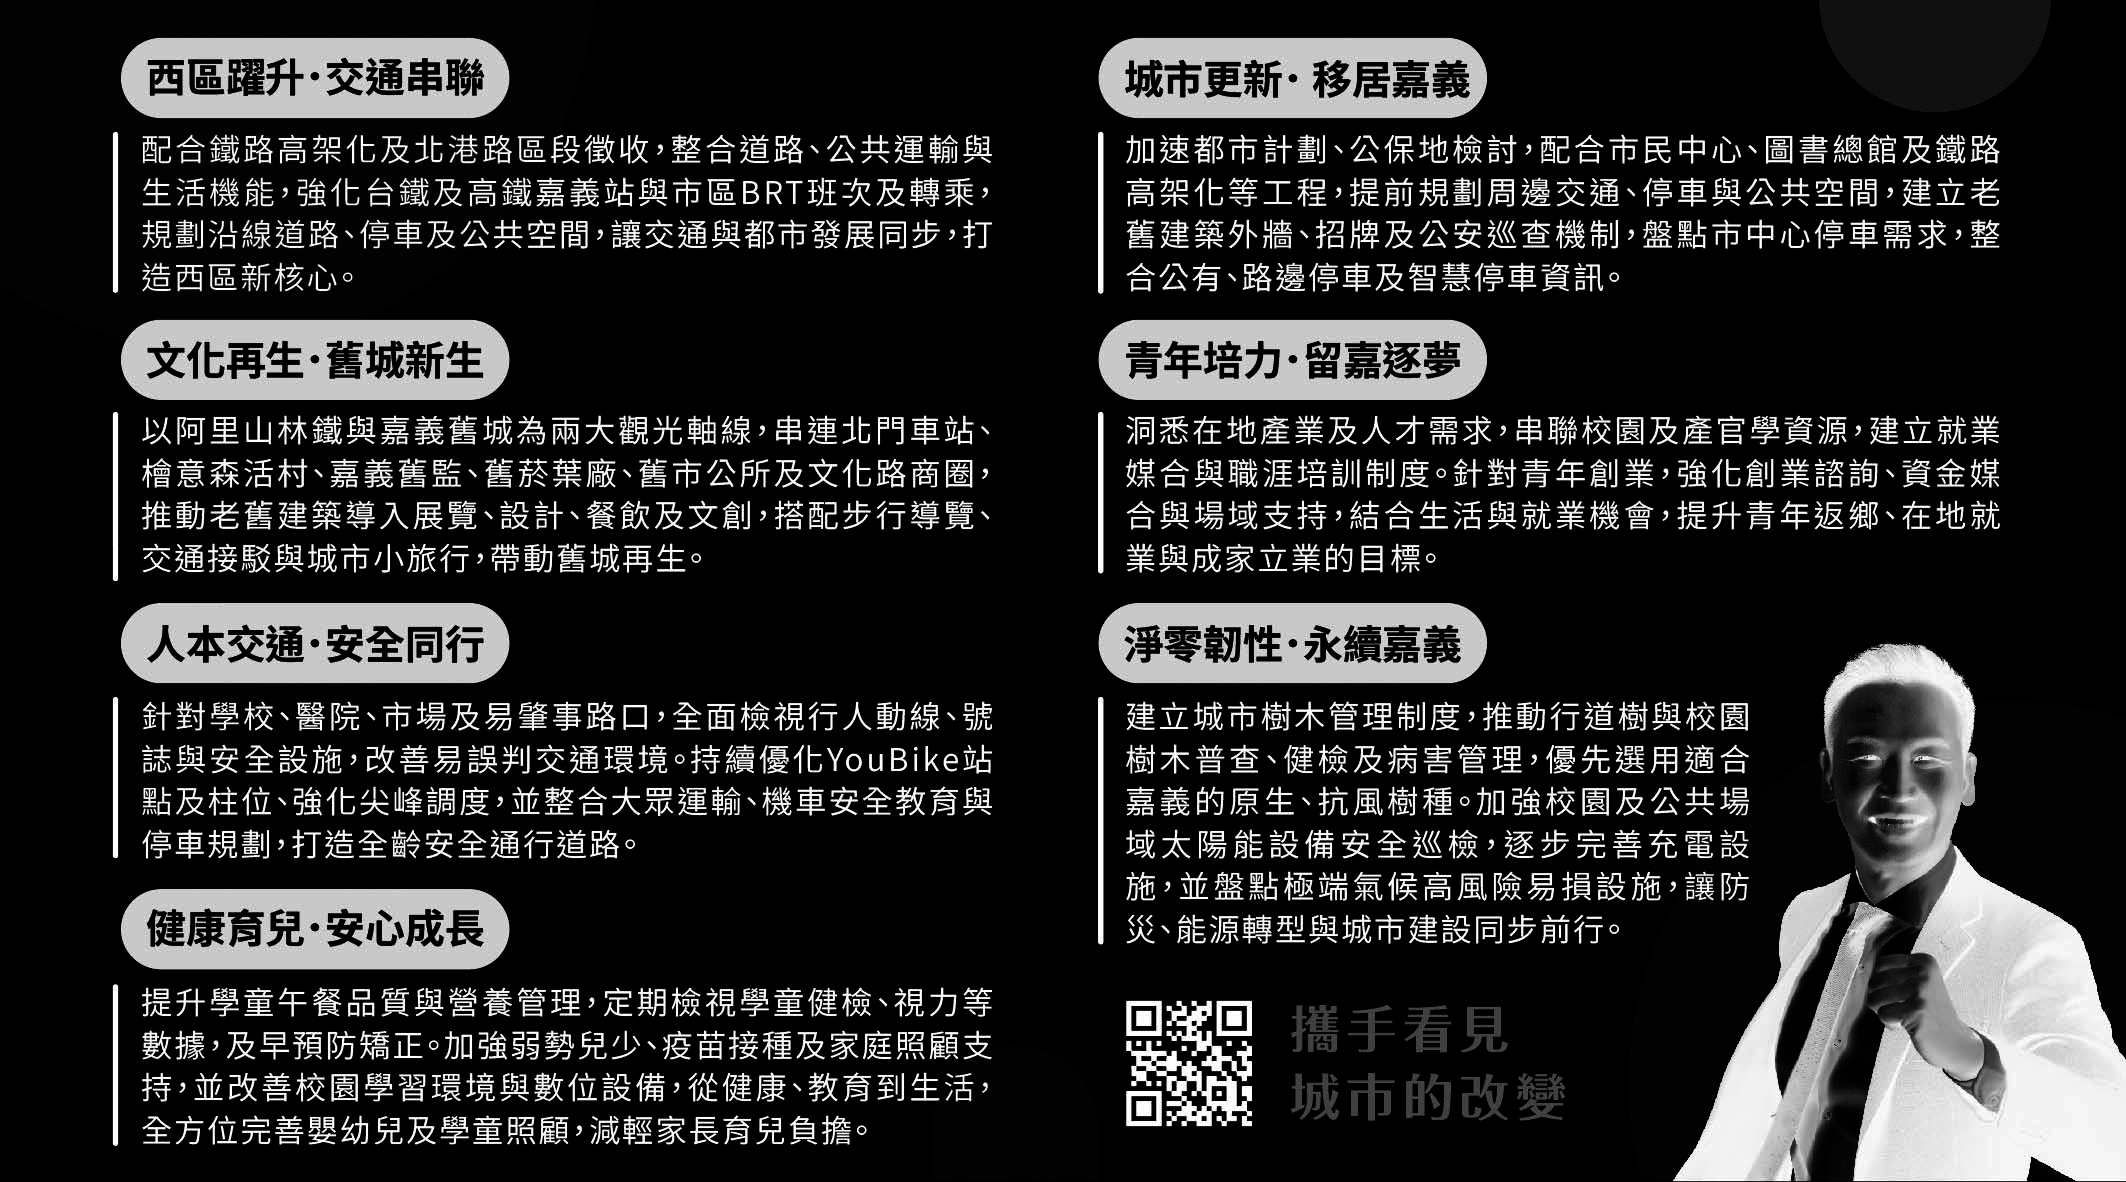 西區躍升·交通串聯
配合鐵路高架化及北港路區段徵收,整合道路、公共運輸與
生活機能,強化台鐵及高鐵嘉義站與市區BRT班次及轉乘,
規劃沿線道路、停車及公共空間,讓交通與都市發展同步,打
造西區新核心。
文化再生·舊城新生
以阿里山林鐵與嘉義舊城為兩大觀光軸線,串連北門車站、
檜意森活村、嘉義舊監、舊菸葉廠、舊市公所及文化路商圈,
推動老舊建築導入展覽、設計、餐飲及文創,搭配步行導覽、
交通接駁與城市小旅行,帶動舊城再生。
人本交通·安全同行
針對學校、醫院、市場及易肇事路口,全面檢視行人動線、號
誌與安全設施,改善易誤判交通環境。持續優化YouBike站
點及柱位、強化尖峰調度,並整合大眾運輸、機車安全教育與
停車規劃,打造全齡安全通行道路。
健康育兒·安心成長
提升學童午餐品質與營養管理,定期檢視學童健檢、視力等
數據,及早預防矯正。加強弱勢兒少、疫苗接種及家庭照顧支
持,並改善校園學習環境與數位設備,從健康、教育到生活,
全方位完善嬰幼兒及學童照顧,減輕家長育兒負擔。
城市更新· 移居嘉義
加速都市計劃、公保地檢討,配合市民中心、圖書總館及鐵路
高架化等工程,提前規劃周邊交通、停車與公共空間,建立老
舊建築外牆、招牌及公安巡查機制,盤點市中心停車需求,整
合公有、路邊停車及智慧停車資訊。
青年培力·留嘉逐夢
洞悉在地產業及人才需求,串聯校園及產官學資源,建立就業
媒合與職涯培訓制度。針對青年創業,強化創業諮詢、資金媒
合與場域支持,結合生活與就業機會,提升青年返鄉、在地就
業與成家立業的目標。
淨零韌性·永續嘉義
建立城市樹木管理制度,推動行道樹與校園
樹木普查、健檢及病害管理,優先選用適合
嘉義的原生、抗風樹種。加強校園及公共場
域太陽能設備安全巡檢,逐步完善充電設
施,並盤點極端氣候高風險易損設施,讓防
災、能源轉型與城市建設同步前行。
攜手看見
城市的改變